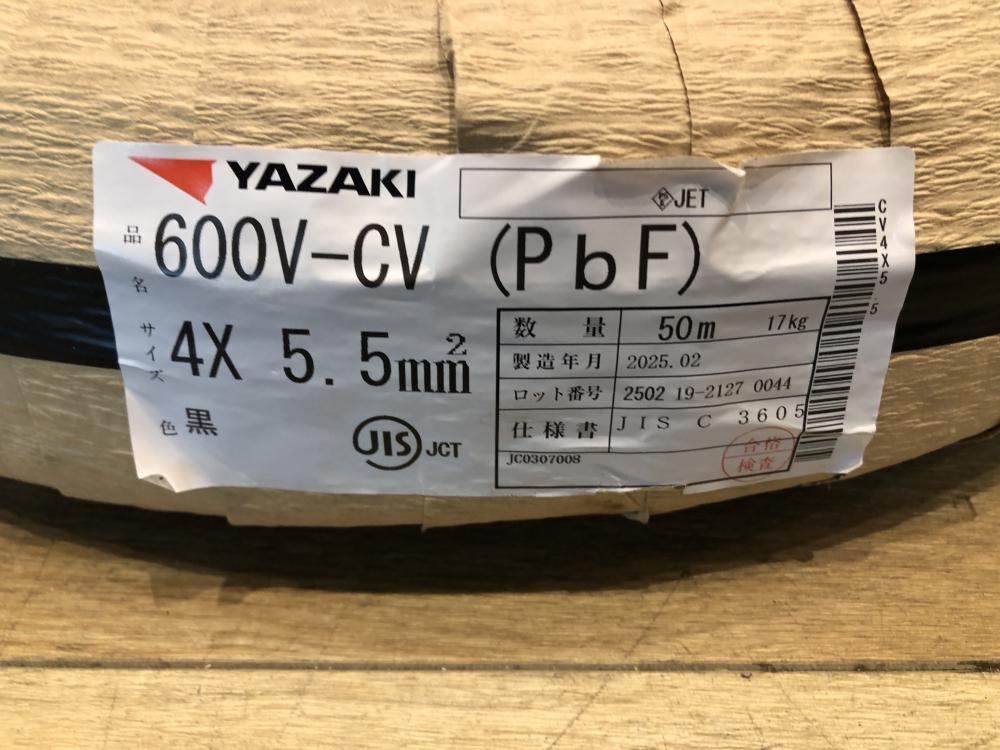 YAZAKI
JET
品名 600V-CV (PbF)
サイズ 4X 5.5mm²
色 黒
JIS JCT
数量 50m 17kg
製造年月 2025.02
ロット番号 2502 19-2127 0044
仕様書 JIS C 3605
JC0307008
合格
検査
CV4X5 5